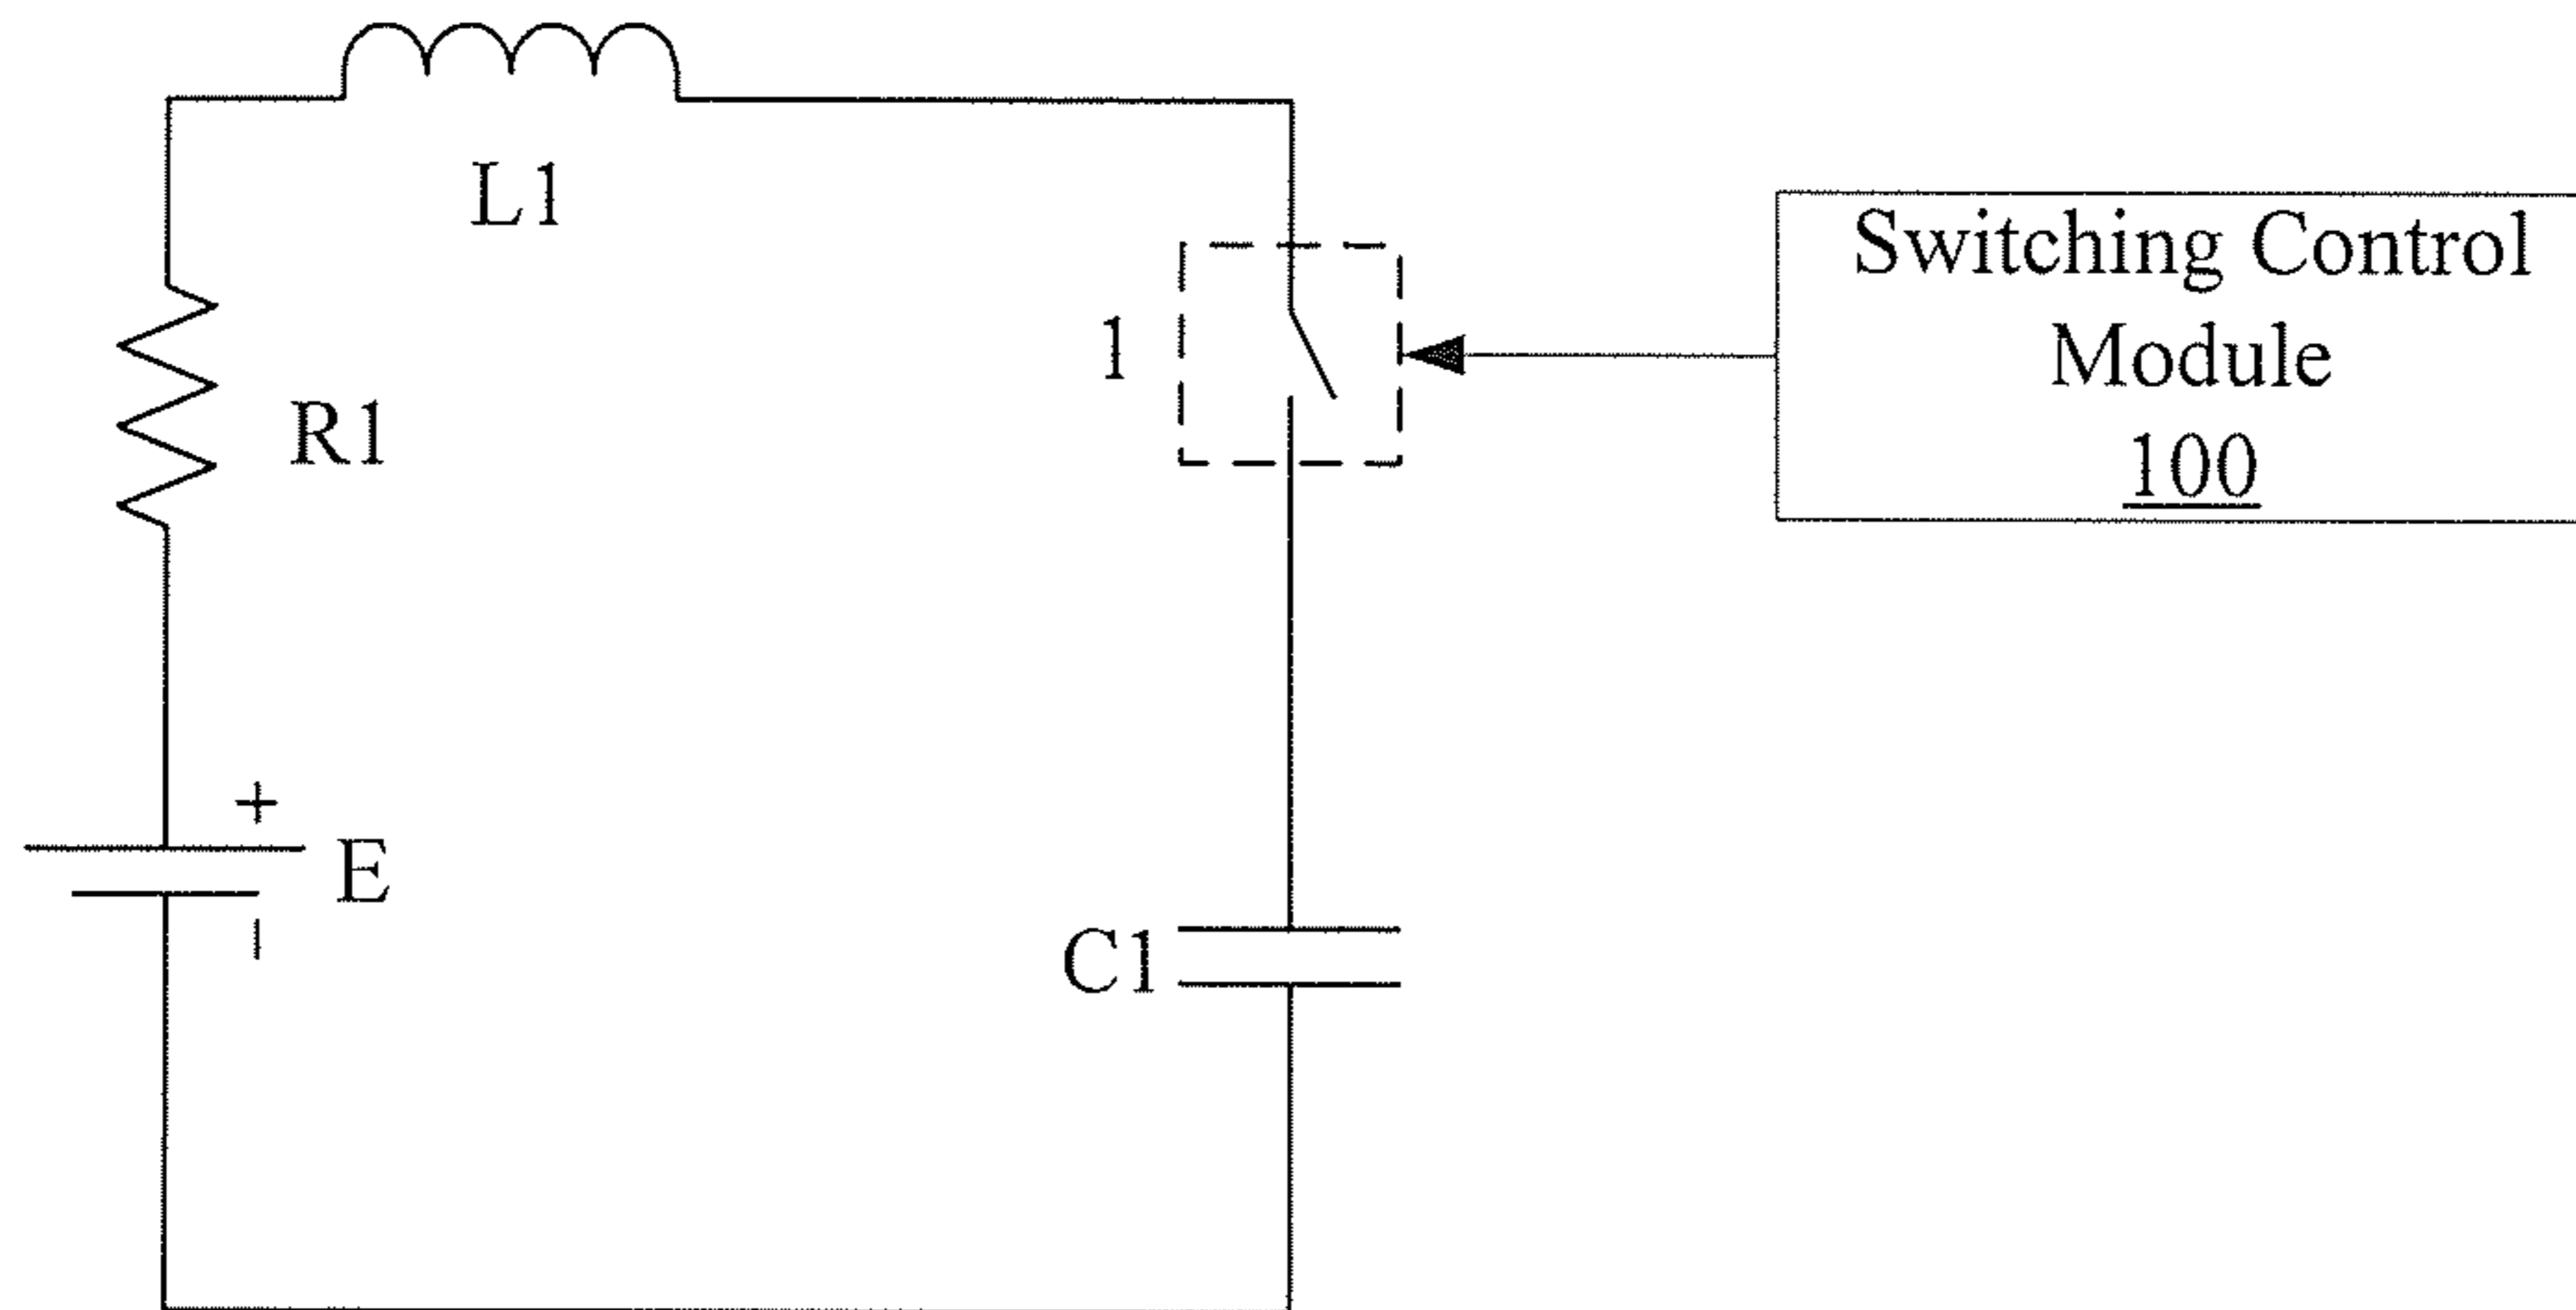 L1
Switching Control
Module
100
1
R1
+
E
-
C1